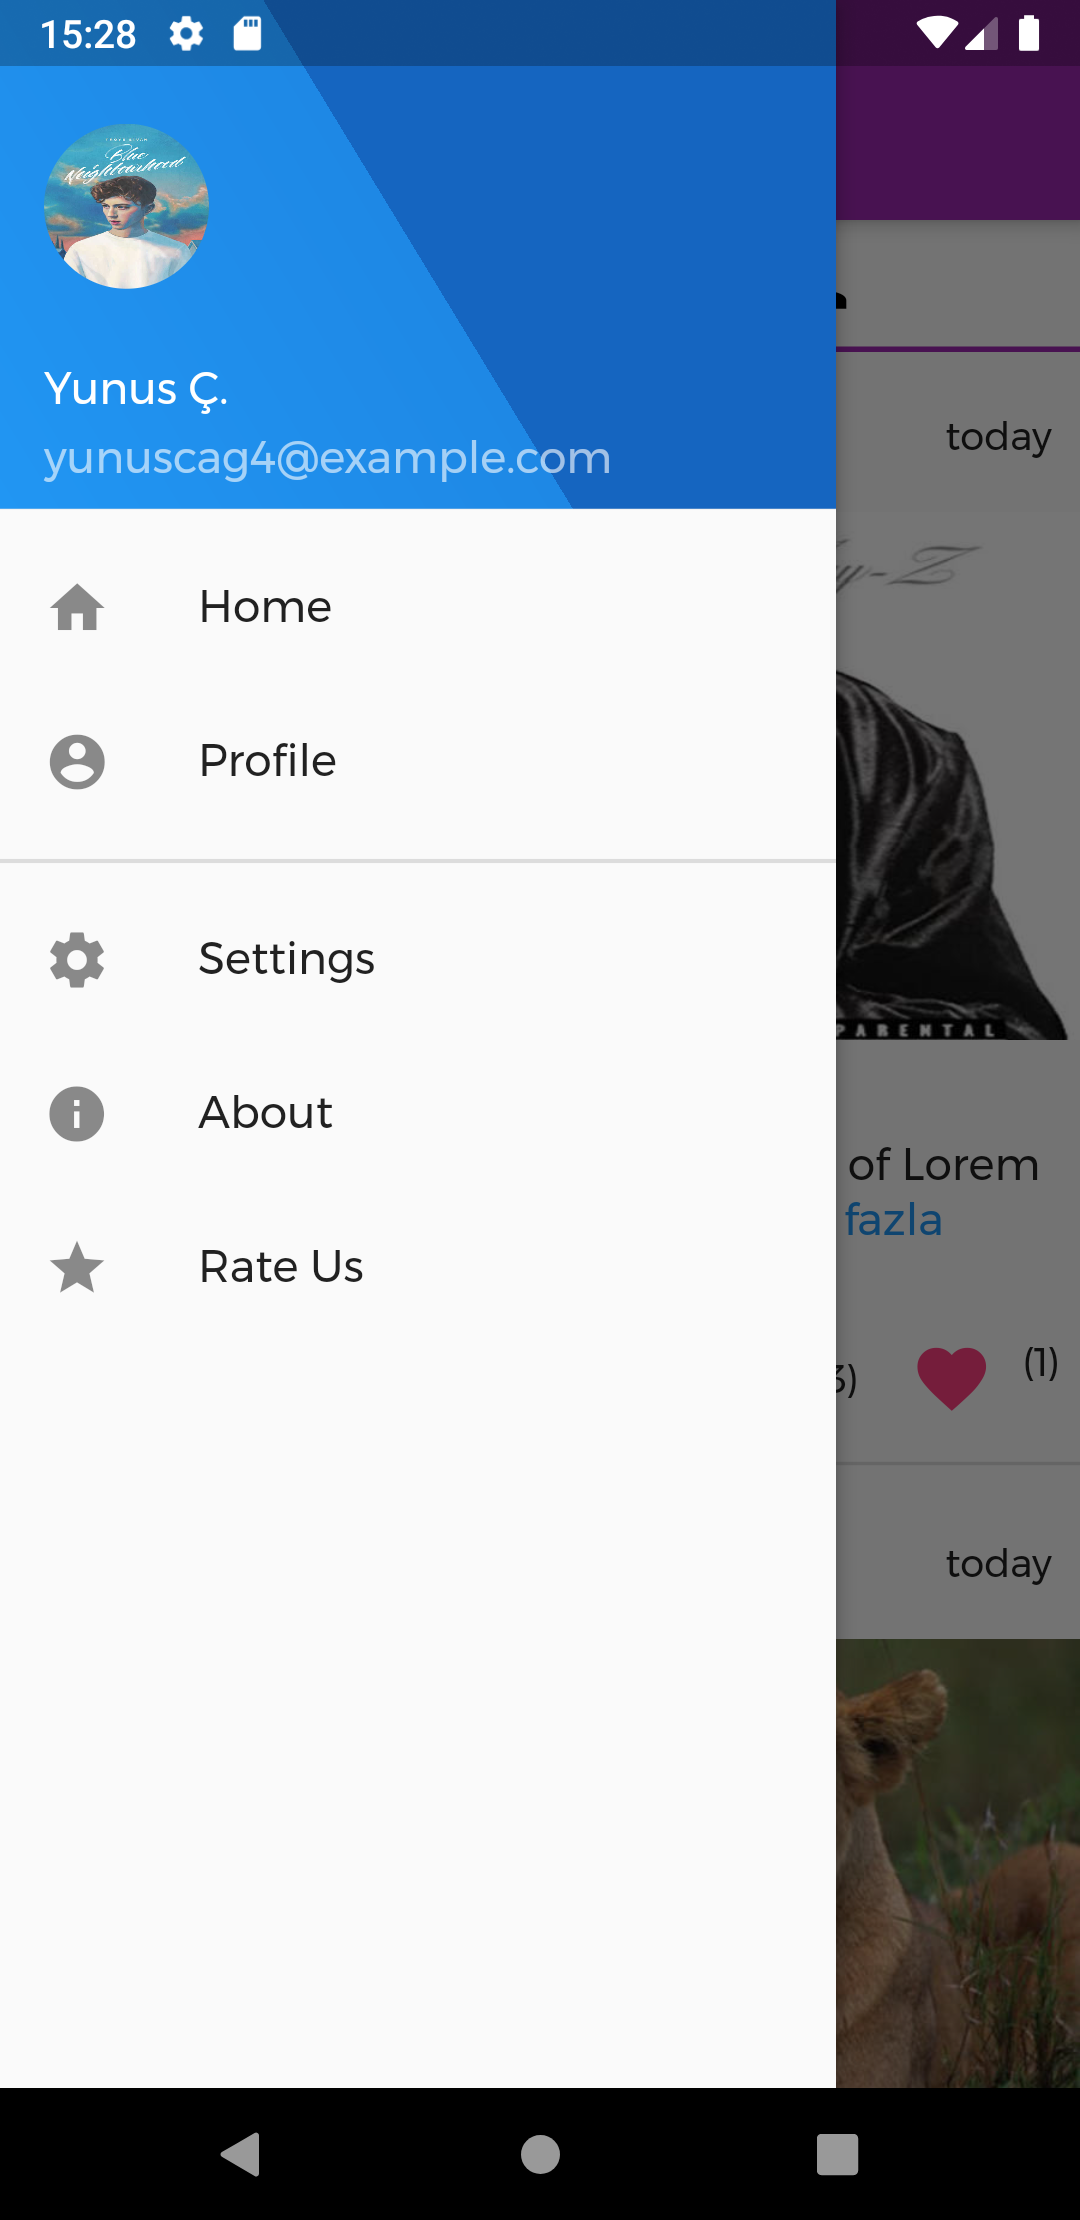 15:28
Blue
Neighbourhood
Yunus Ç.
yunuscag4@example.com
today
y-Z
Home
Profile
Settings
PARENTAL
About
of Lorem
fazla
Rate Us
3)
(1)
today